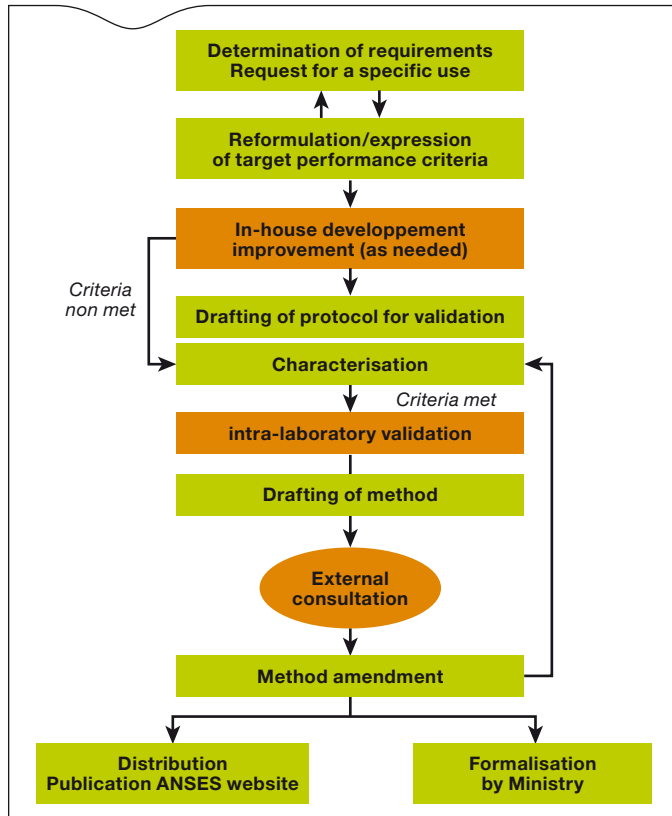 Determination of requirements
Request for a specific use
Reformulation/expression
of target performance criteria
In-house developpement
improvement (as needed)
Criteria
non met
Drafting of protocol for validation
Characterisation
Criteria met
intra-laboratory validation
Drafting of method
External
consultation
Method amendment
Distribution
Publication ANSES website
Formalisation
by Ministry